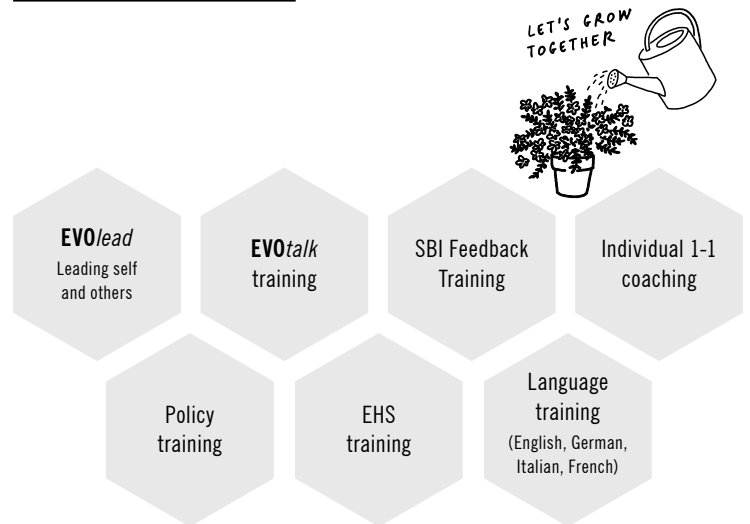 LET'S GROW
TOGETHER
EVOlead
Leading self
and others
EVOtalk
training
SBI Feedback
Training
Individual 1-1
coaching
Policy
training
EHS
training
Language
training
(English, German,
Italian, French)